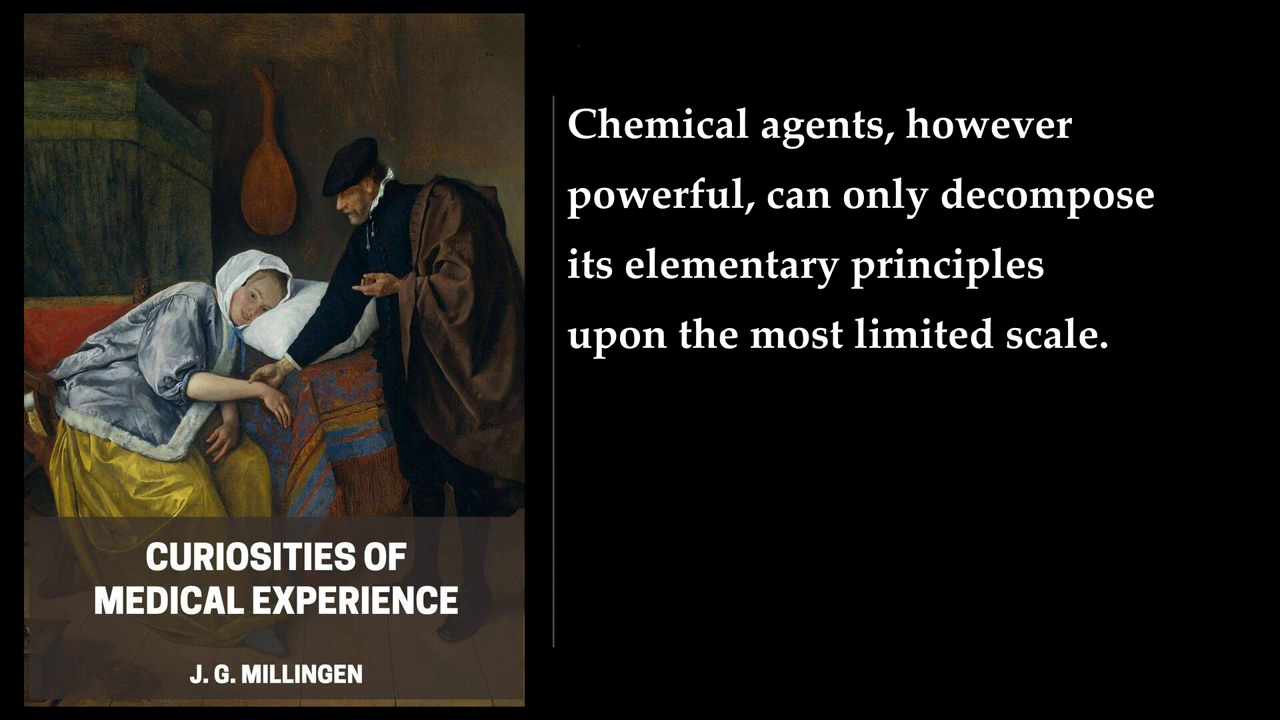 Chemical agents, however
powerful, can only decompose
its elementary principles
upon the most limited scale.
CURIOSITIES OF
MEDICAL EXPERIENCE
J. G. MILLINGEN